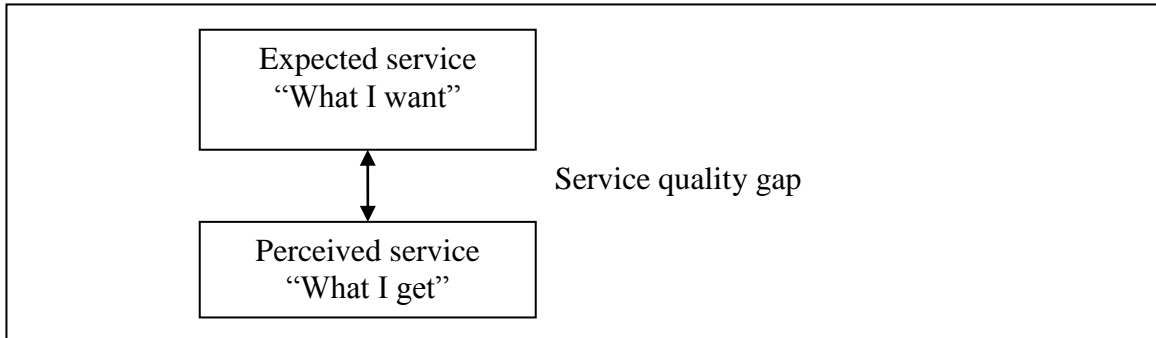 Expected service
“What I want”
Service quality gap
Perceived service
“What I get”